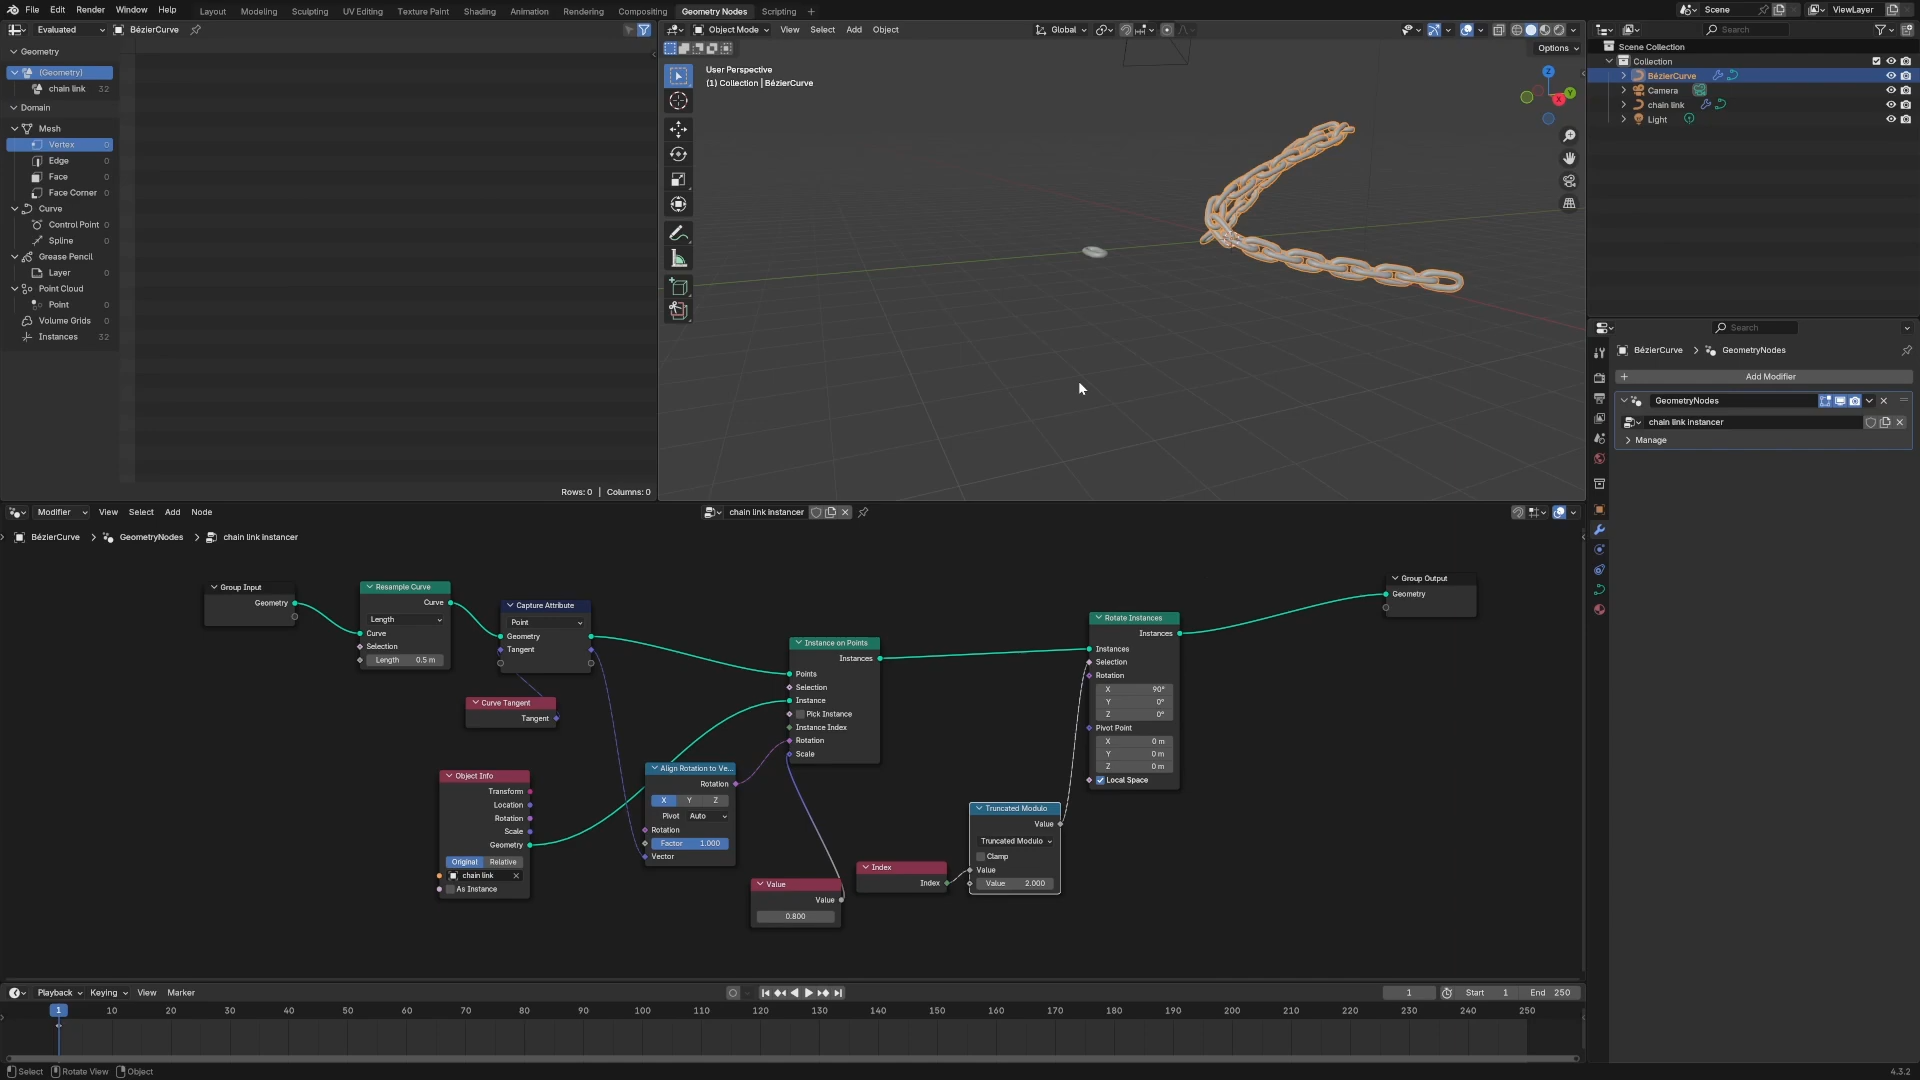 File Edit Render Window Help Layout Modeling Sculpting UV Editing Texture Paint Shading Animation Rendering Compositing Geometry Nodes Scripting + Scene ViewLayer
Evaluated BézierCurve
Object Mode View Select Add Object Global
Search
Options
Geometry
(Geometry)
chain link 32
Domain
Mesh
Vertex 0
Edge 0
Face 0
Face Corner 0
Curve
Control Point 0
Spline 0
Grease Pencil
Layer 0
Point Cloud
Point 0
Volume Grids 0
Instances 32
Rows: 0 | Columns: 0
User Perspective
(1) Collection | BézierCurve
Z
Y
X
Scene Collection
Collection
BézierCurve
Camera
chain link
Light
Search
BézierCurve > GeometryNodes
+ Add Modifier
GeometryNodes
chain link instancer
Manage
Modifier View Select Add Node chain link instancer
BézierCurve > GeometryNodes > chain link instancer
Group Input
Geometry
Resample Curve
Curve
Length
Curve
Selection
Length 0.5 m
Capture Attribute
Point
Geometry
Tangent
Curve Tangent
Tangent
Object Info
Transform
Location
Rotation
Scale
Geometry
Original Relative
chain link
As Instance
Align Rotation to Ve...
Rotation
X Y Z
Pivot Auto
Rotation
Factor 1.000
Vector
Instance on Points
Instances
Points
Selection
Instance
Pick Instance
Instance Index
Rotation
Scale
Value
Value
0.800
Index
Index
Truncated Modulo
Value
Truncated Modulo
Clamp
Value
Value 2.000
Rotate Instances
Instances
Instances
Selection
Rotation
X 90°
Y 0°
Z 0°
Pivot Point
X 0 m
Y 0 m
Z 0 m
Local Space
Group Output
Geometry
Playback Keying View Marker 1 Start 1 End 250
1 10 20 30 40 50 60 70 80 90 100 110 120 130 140 150 160 170 180 190 200 210 220 230 240 250
Select Rotate View Object 4.3.2